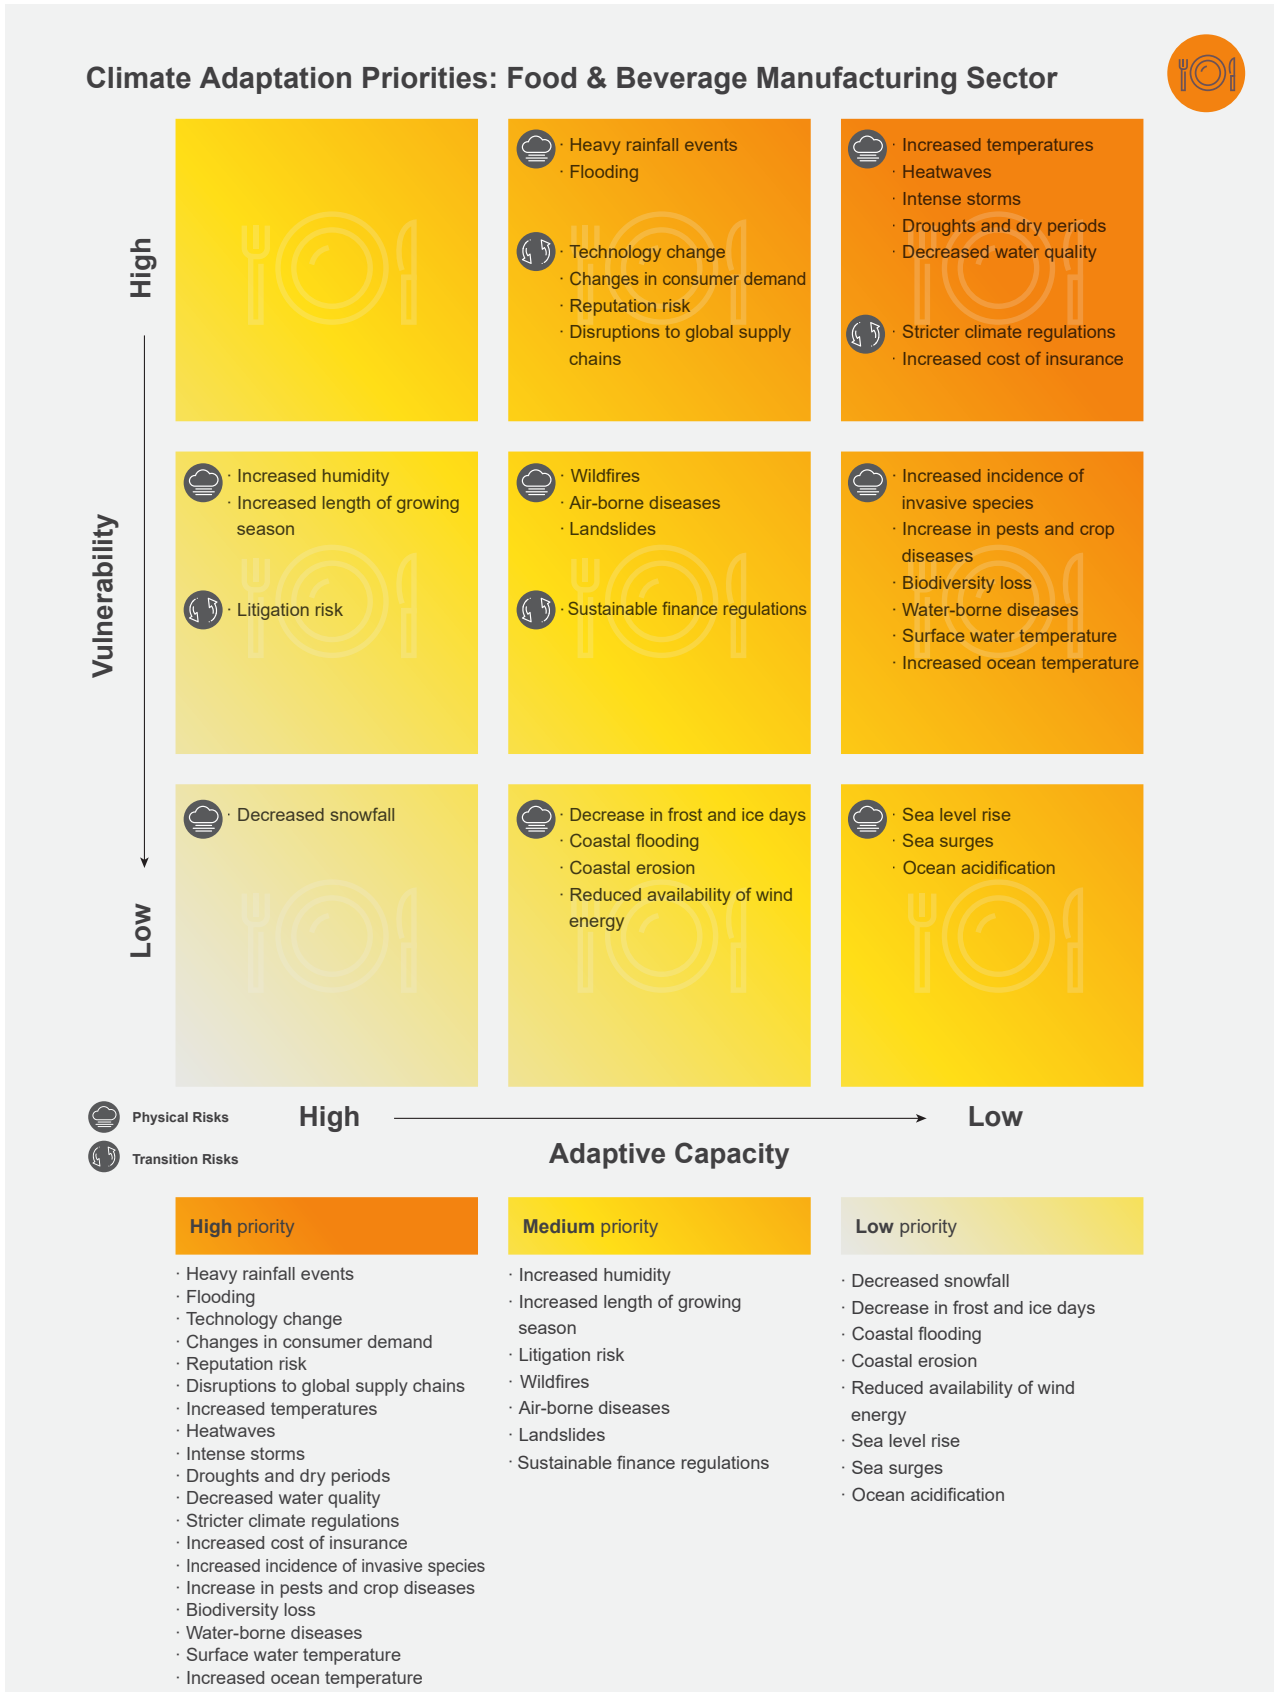 Climate Adaptation Priorities: Food & Beverage Manufacturing Sector
High
Vulnerability
Low
· Heavy rainfall events
· Flooding
· Technology change
· Changes in consumer demand
· Reputation risk
· Disruptions to global supply
chains
· Increased temperatures
· Heatwaves
· Intense storms
· Droughts and dry periods
· Decreased water quality
· Stricter climate regulations
· Increased cost of insurance
· Increased humidity
· Increased length of growing
season
· Litigation risk
· Wildfires
· Air-borne diseases
· Landslides
· Sustainable finance regulations
· Increased incidence of
invasive species
· Increase in pests and crop
diseases
· Biodiversity loss
· Water-borne diseases
· Surface water temperature
· Increased ocean temperature
· Decreased snowfall
· Decrease in frost and ice days
· Coastal flooding
· Coastal erosion
· Reduced availability of wind
energy
· Sea level rise
· Sea surges
· Ocean acidification
Physical Risks
Transition Risks
High
Low
Adaptive Capacity
High priority
· Heavy rainfall events
· Flooding
· Technology change
· Changes in consumer demand
· Reputation risk
· Disruptions to global supply chains
· Increased temperatures
· Heatwaves
· Intense storms
· Droughts and dry periods
· Decreased water quality
· Stricter climate regulations
· Increased cost of insurance
· Increased incidence of invasive species
· Increase in pests and crop diseases
· Biodiversity loss
· Water-borne diseases
· Surface water temperature
· Increased ocean temperature
Medium priority
· Increased humidity
· Increased length of growing
season
· Litigation risk
· Wildfires
· Air-borne diseases
· Landslides
· Sustainable finance regulations
Low priority
· Decreased snowfall
· Decrease in frost and ice days
· Coastal flooding
· Coastal erosion
· Reduced availability of wind
energy
· Sea level rise
· Sea surges
· Ocean acidification